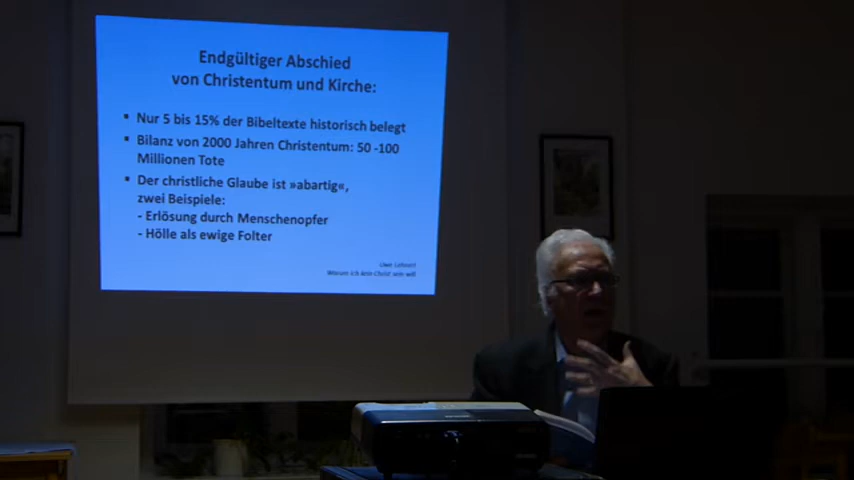 Endgültiger Abschied
von Christentum und Kirche:
▪ Nur 5 bis 15% der Bibeltexte historisch belegt
▪ Bilanz von 2000 Jahren Christentum: 50 -100
Millionen Tote
▪ Der christliche Glaube ist »abartig«,
zwei Beispiele:
- Erlösung durch Menschenopfer
- Hölle als ewige Folter
Uwe Lehnert
Warum ich kein Christ sein will